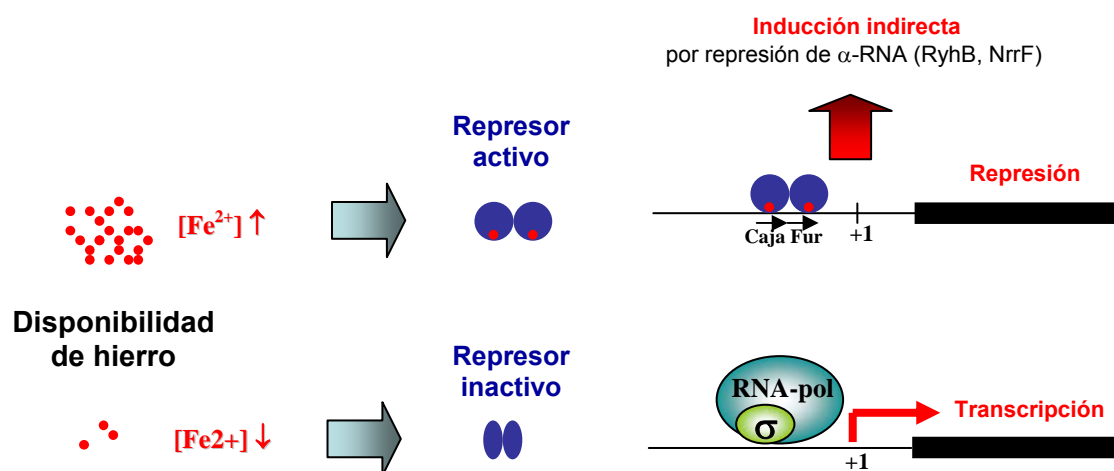 Inducción indirecta
por represión de α-RNA (RyhB, NrrF)
Represor
activo
Represión
[Fe²⁺] ↑
Caja Fur
+1
Disponibilidad
de hierro
Represor
inactivo
RNA-pol
σ
Transcripción
[Fe2+] ↓
+1